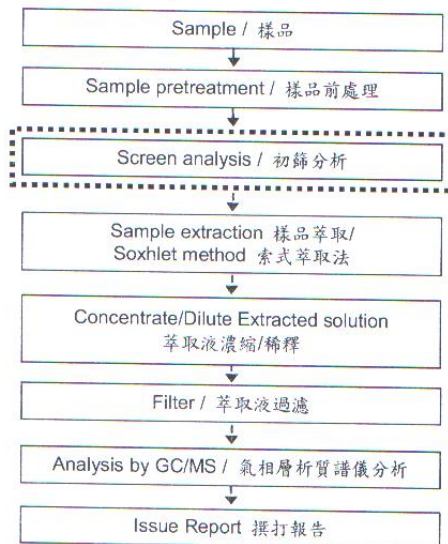 Sample / 樣品
Sample pretreatment / 樣品前處理
Screen analysis / 初篩分析
Sample extraction 樣品萃取/
Soxhlet method 索式萃取法
Concentrate/Dilute Extracted solution
萃取液濃縮/稀釋
Filter / 萃取液過濾
Analysis by GC/MS / 氣相層析質譜儀分析
Issue Report 撰打報告